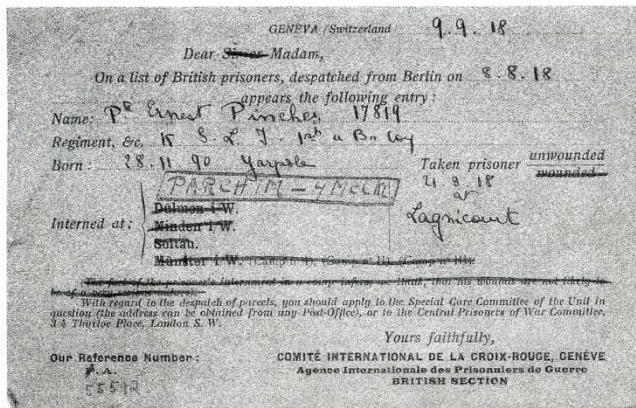 GENÈVA (Switzerland) 9.9.18
Dear Sir or Madam,
On a list of British prisoners, despatched from Berlin on 8.8.18
appears the following entry:
Name: Pte Ernest Pinches 17819
Regiment, &c. K S L I 1st a Bn Coy
Born: 28.11.90 Yarpole
Taken prisoner unwounded
wounded.
PARCHIM -
21 3 18
at
Lagnicourt
Interned at:
Dülmen i/W.
Minden i/W.
Soltau.
Münster i/W.
With regard to the despatch of parcels, you should apply to the Special Care Committee of the Unit in
question (the address can be obtained from any Post-Office), or to the Central Prisoners of War Committee,
3/4 Thurloe Place, London S.W.
Yours faithfully,
Our Reference Number:
P.A.
55512
COMITÉ INTERNATIONAL DE LA CROIX-ROUGE, GENÈVE
Agence Internationale des Prisonniers de Guerre
BRITISH SECTION